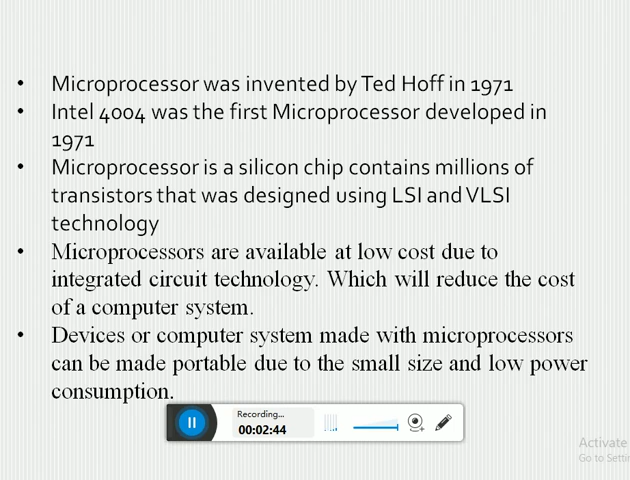 • Microprocessor was invented by Ted Hoff in 1971
• Intel 4004 was the first Microprocessor developed in
1971
• Microprocessor is a silicon chip contains millions of
transistors that was designed using LSI and VLSI
technology
• Microprocessors are available at low cost due to
integrated circuit technology. Which will reduce the cost
of a computer system.
• Devices or computer system made with microprocessors
can be made portable due to the small size and low power
consumption.
Recording...
00:02:44
Activate
Go to